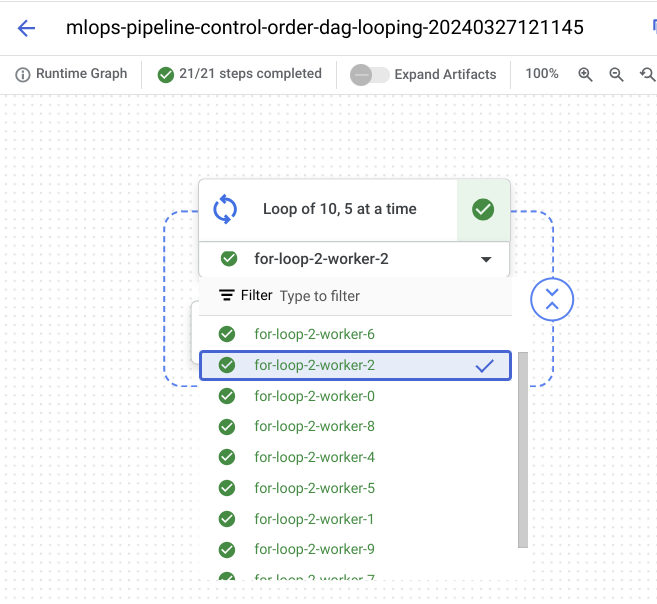 mlops-pipeline-control-order-dag-looping-20240327121145
Runtime Graph 21/21 steps completed Expand Artifacts 100%
Loop of 10, 5 at a time
for-loop-2-worker-2
Filter Type to filter
for-loop-2-worker-6
for-loop-2-worker-2
for-loop-2-worker-0
for-loop-2-worker-8
for-loop-2-worker-4
for-loop-2-worker-5
for-loop-2-worker-1
for-loop-2-worker-9
for-loop-2-worker-7